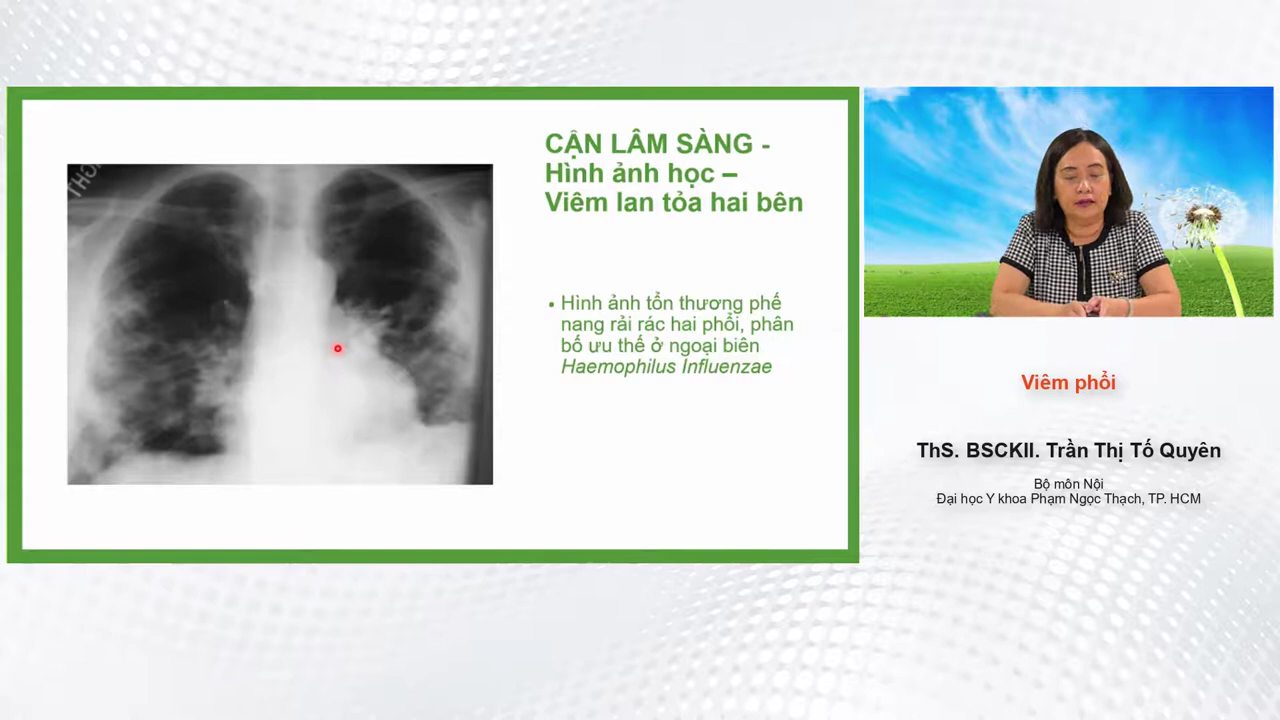 THO
CẬN LÂM SÀNG -
Hình ảnh học –
Viêm lan tỏa hai bên
• Hình ảnh tổn thương phế
nang rải rác hai phổi, phân
bố ưu thế ở ngoại biên
Haemophilus Influenzae
Viêm phổi
ThS. BSCKII. Trần Thị Tố Quyên
Bộ môn Nội
Đại học Y khoa Phạm Ngọc Thạch, TP. HCM